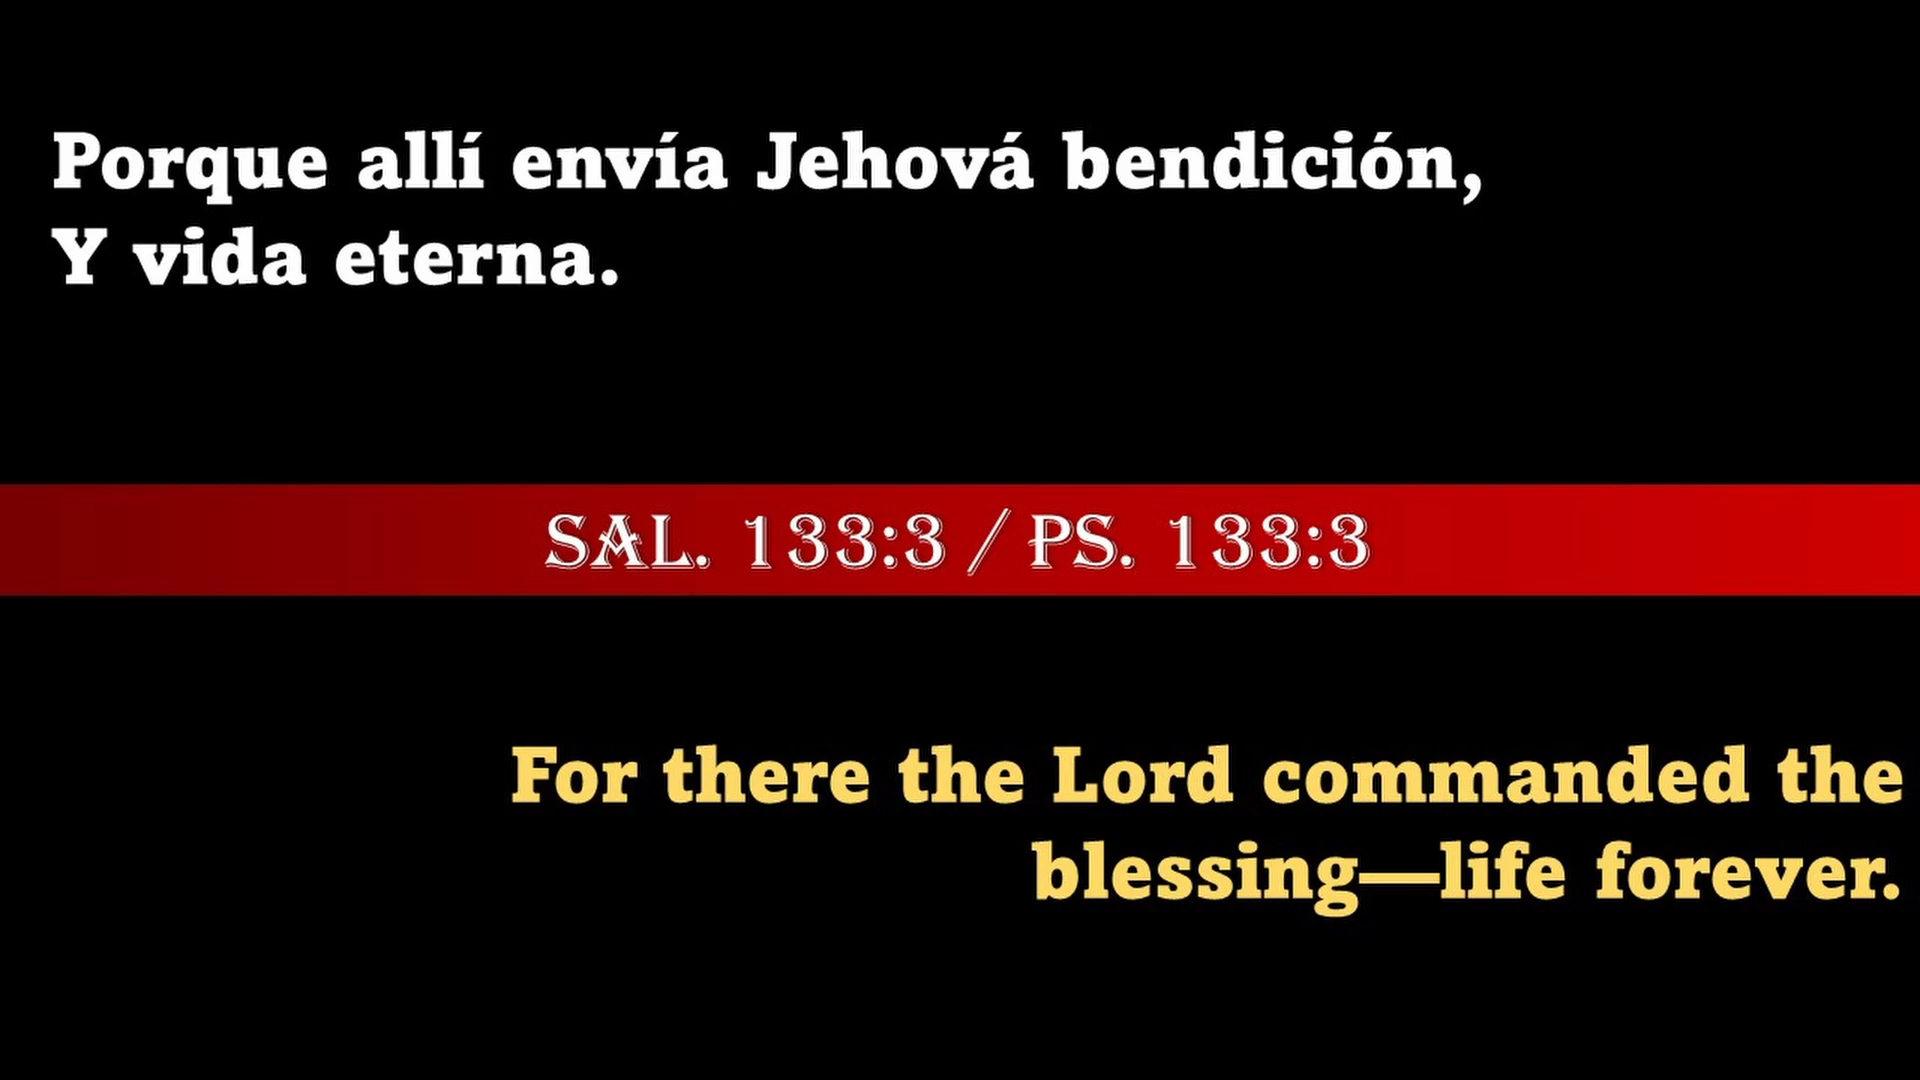 Porque allí envía Jehová bendición,
Y vida eterna.
SAL. 133:3 / PS. 133:3
For there the Lord commanded the
blessing—life forever.